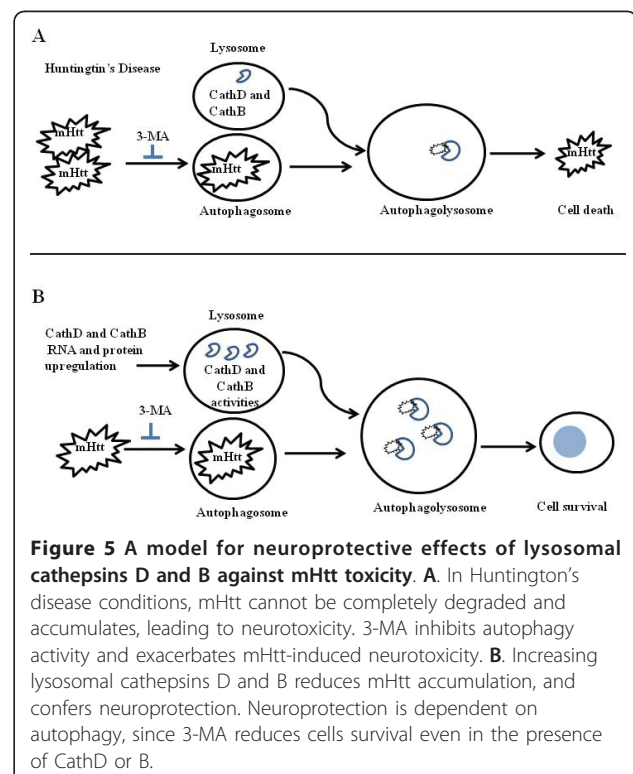 A
Lysosome
Huntingtin's Disease
CathD and
CathB
3-MA
mHtt
mHtt
mHtt
mHtt
Autophagosome
Autophagolysosome
Cell death
B
Lysosome
CathD and CathB
RNA and protein
upregulation
CathD and
CathB
activities
3-MA
mHtt
mHtt
Autophagosome
Autophagolysosome
Cell survival
Figure 5 A model for neuroprotective effects of lysosomal
cathepsins D and B against mHtt toxicity. A. In Huntington's
disease conditions, mHtt cannot be completely degraded and
accumulates, leading to neurotoxicity. 3-MA inhibits autophagy
activity and exacerbates mHtt-induced neurotoxicity. B. Increasing
lysosomal cathepsins D and B reduces mHtt accumulation, and
confers neuroprotection. Neuroprotection is dependent on
autophagy, since 3-MA reduces cells survival even in the presence
of CathD or B.